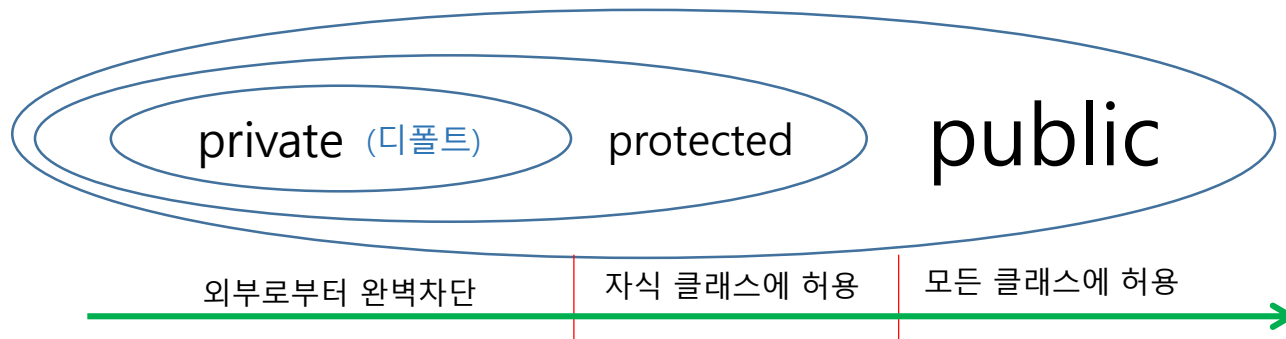 private (디폴트) protected public
외부로부터 완벽차단 자식 클래스에 허용 모든 클래스에 허용